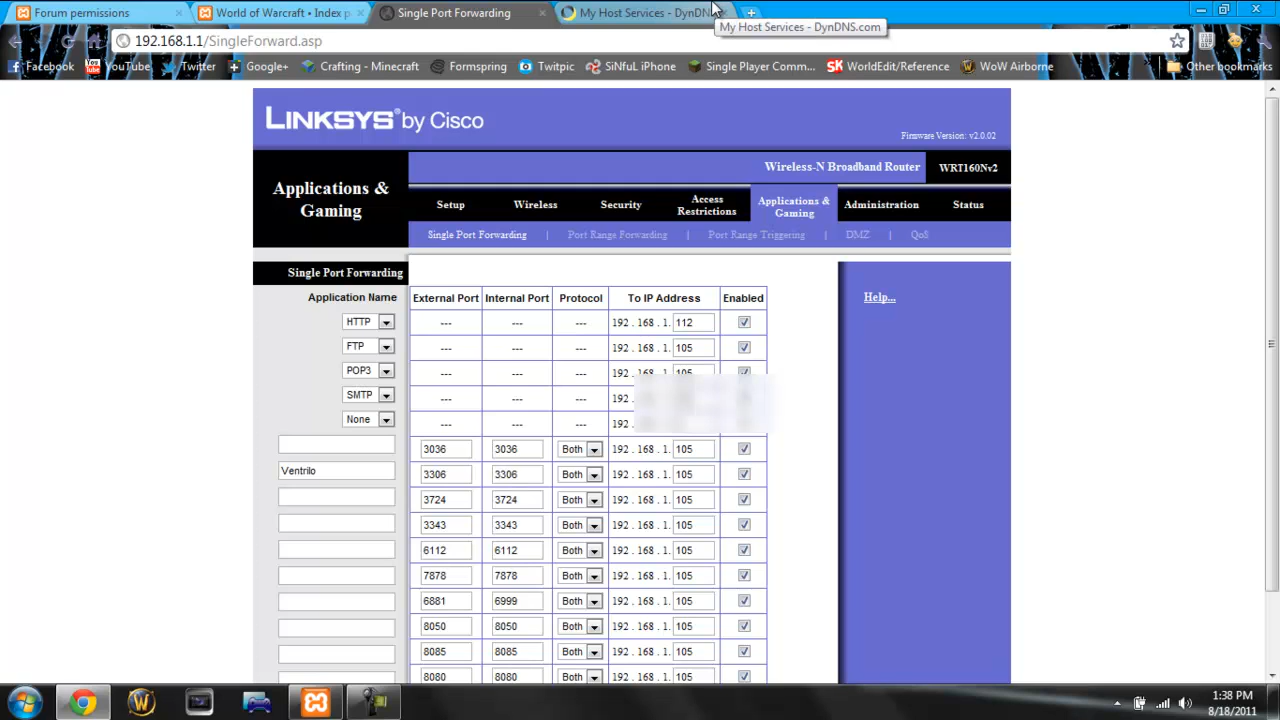 Forum permissions
World of Warcraft • Index p
Single Port Forwarding
My Host Services - DynDN
My Host Services - DynDNS.com
192.168.1.1/SingleForward.asp
Facebook
YouTube
Twitter
Google+
Crafting - Minecraft
Formspring
Twitpic
SiNfuL iPhone
Single Player Comm...
WorldEdit/Reference
WoW Airborne
Other bookmarks
LINKSYS® by Cisco
Firmware Version: v2.0.02
Wireless-N Broadband Router WRT160Nv2
Applications & Gaming
Setup Wireless Security Access Restrictions Applications & Gaming Administration Status
Single Port Forwarding | Port Range Forwarding | Port Range Triggering | DMZ | QoS
Single Port Forwarding
Help...
Application Name External Port Internal Port Protocol To IP Address Enabled
HTTP --- --- --- 192 . 168 . 1. 112
FTP --- --- --- 192 . 168 . 1. 105
POP3 --- --- --- 192 . 168 . 1. 105
SMTP --- --- --- 192 .
None --- --- --- 192 .
3036 3036 Both 192 . 168 . 1. 105
Ventrilo 3306 3306 Both 192 . 168 . 1. 105
3724 3724 Both 192 . 168 . 1. 105
3343 3343 Both 192 . 168 . 1. 105
6112 6112 Both 192 . 168 . 1. 105
7878 7878 Both 192 . 168 . 1. 105
6881 6999 Both 192 . 168 . 1. 105
8050 8050 Both 192 . 168 . 1. 105
8085 8085 Both 192 . 168 . 1. 105
8080 8080 Both 192 . 168 . 1. 105
1:38 PM
8/18/2011